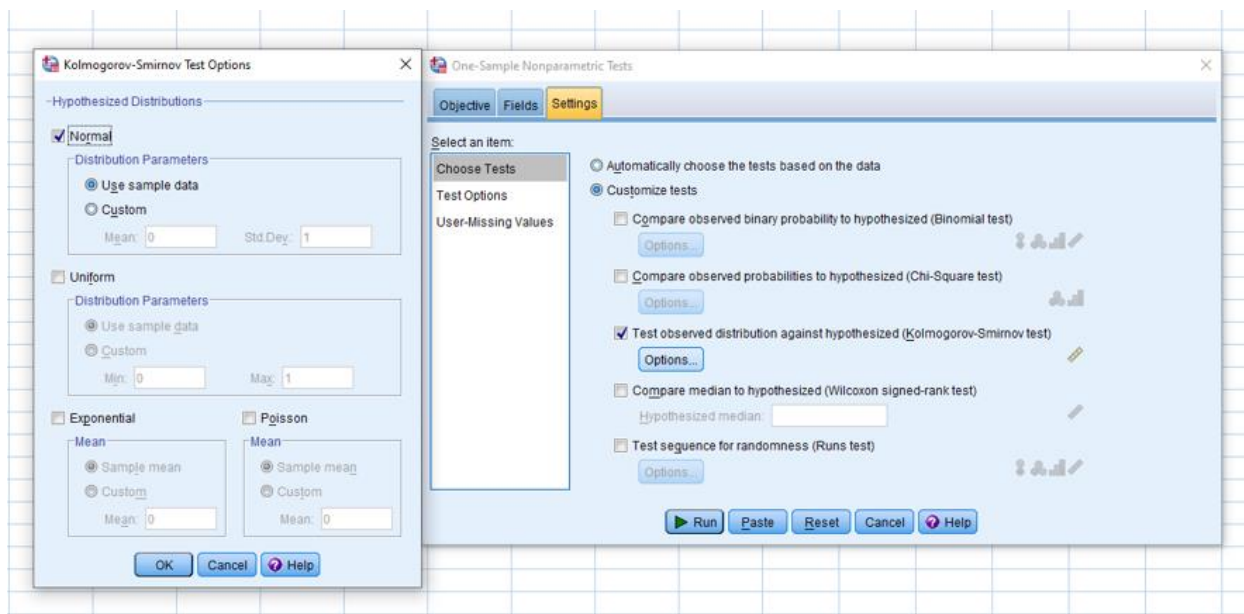 Kolmogorov-Smirnov Test Options
Hypothesized Distributions
Normal
Distribution Parameters
Use sample data
Custom
Mean: 0 Std.Dev.: 1
Uniform
Distribution Parameters
Use sample data
Custom
Min: 0 Max: 1
Exponential Poisson
Mean Mean
Sample mean Sample mean
Custom Custom
Mean: 0 Mean: 0
OK Cancel Help
One-Sample Nonparametric Tests
Objective Fields Settings
Select an item:
Choose Tests
Test Options
User-Missing Values
Automatically choose the tests based on the data
Customize tests
Compare observed binary probability to hypothesized (Binomial test)
Options...
Compare observed probabilities to hypothesized (Chi-Square test)
Options...
Test observed distribution against hypothesized (Kolmogorov-Smirnov test)
Options...
Compare median to hypothesized (Wilcoxon signed-rank test)
Hypothesized median:
Test sequence for randomness (Runs test)
Options...
Run Paste Reset Cancel Help